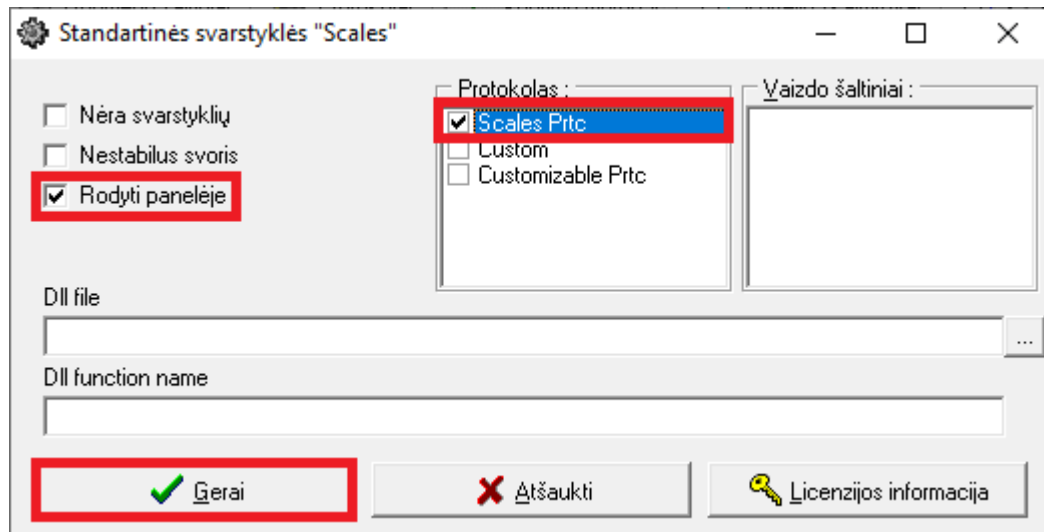 Standartinės svarstyklės "Scales"
Nėra svarstyklių
Nestabilus svoris
Rodyti panelėje
Protokolas :
Scales Prtc
Custom
Customizable Prtc
Vaizdo šaltiniai :
Dll file
...
Dll function name
Gerai
Atšaukti
Licenzijos informacija